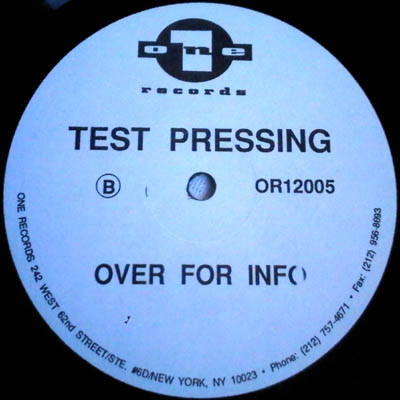 one
records
TEST PRESSING
B OR12005
OVER FOR INFO
ONE RECORDS 242 WEST 62nd STREET/STE. #6D/NEW YORK, NY 10023 • Phone: (212) 757-4671 • Fax: (212) 956-8693